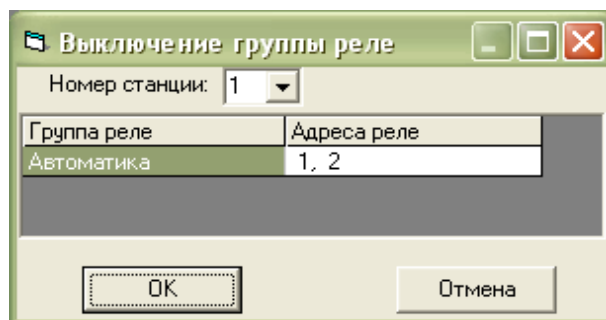 Выключение группы реле
Номер станции: 1
Группа реле Адреса реле
Автоматика 1, 2
OK Отмена